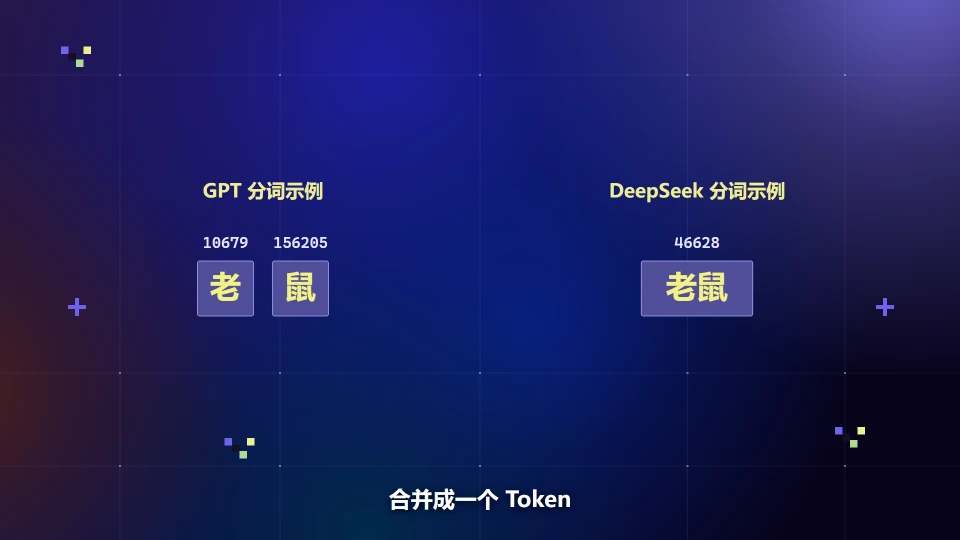 GPT 分词示例
10679 156205
老 鼠
DeepSeek 分词示例
46628
老鼠
合并成一个 Token